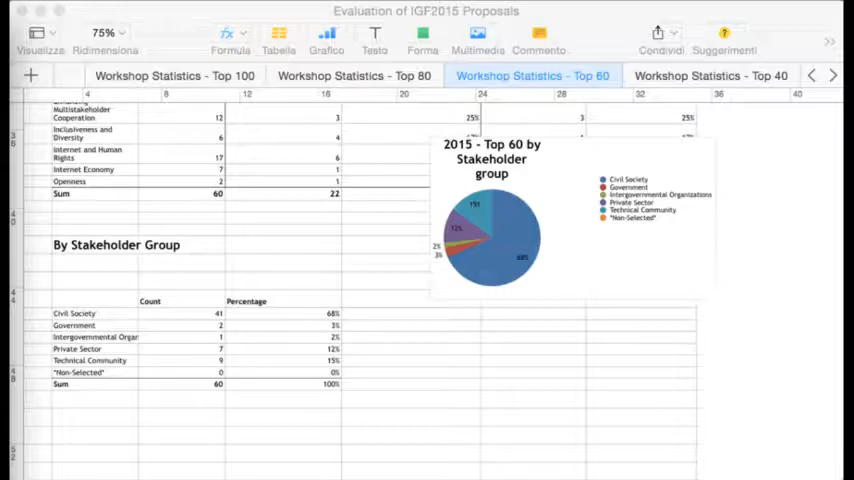 Evaluation of IGF2015 Proposals
75%
Visualizza Ridimensiona Formula Tabella Grafico Testo Forma Multimedia Commento Condividi Suggerimenti
Workshop Statistics - Top 100 Workshop Statistics - Top 80 Workshop Statistics - Top 60 Workshop Statistics - Top 40
4 8 12 16 20 24 28 32 36 40
Multistakeholder
Cooperation 12 3 25% 3 25%
Inclusiveness and
Diversity 6 4
Internet and Human
Rights 17 6
Internet Economy 7 1
Openness 2 1
Sum 60 22
2015 - Top 60 by
Stakeholder
group
15%
12%
2%
3%
68%
Civil Society
Government
Intergovernmental Organizations
Private Sector
Technical Community
"Non-Selected"
By Stakeholder Group
Count Percentage
Civil Society 41 68%
Government 2 3%
Intergovernmental Organ 1 2%
Private Sector 7 12%
Technical Community 9 15%
"Non-Selected" 0 0%
Sum 60 100%